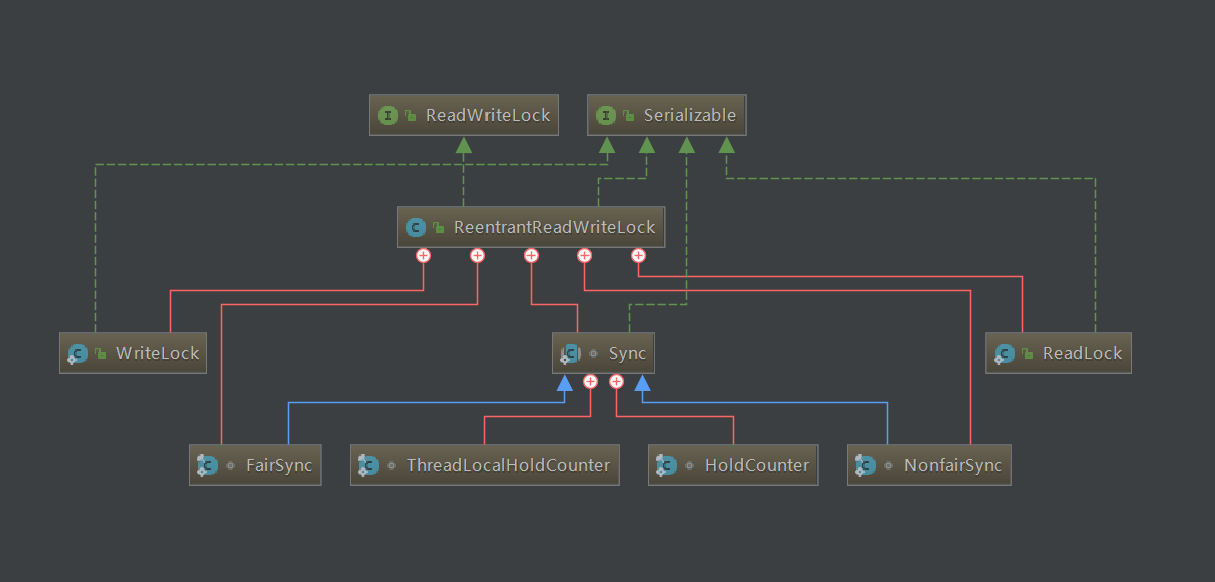 ReadWriteLock
Serializable
ReentrantReadWriteLock
WriteLock
Sync
ReadLock
FairSync
ThreadLocalHoldCounter
HoldCounter
NonfairSync